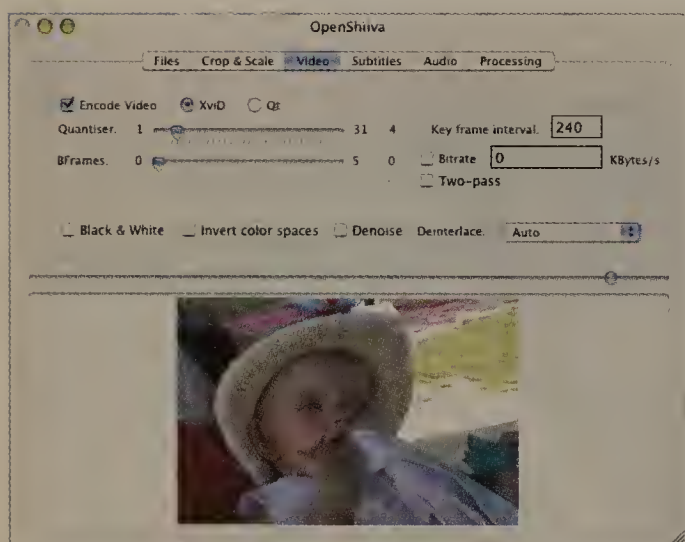 OpenShiiva
Files Crop & Scale Video Subtitles Audio Processing
Encode Video XviD Qt
Quantiser. 1 31 4 Key frame interval. 240
BFrames. 0 5 0 Bitrate 0 KBytes/s
Two-pass
Black & White Invert color spaces Denoise Deinterlace. Auto